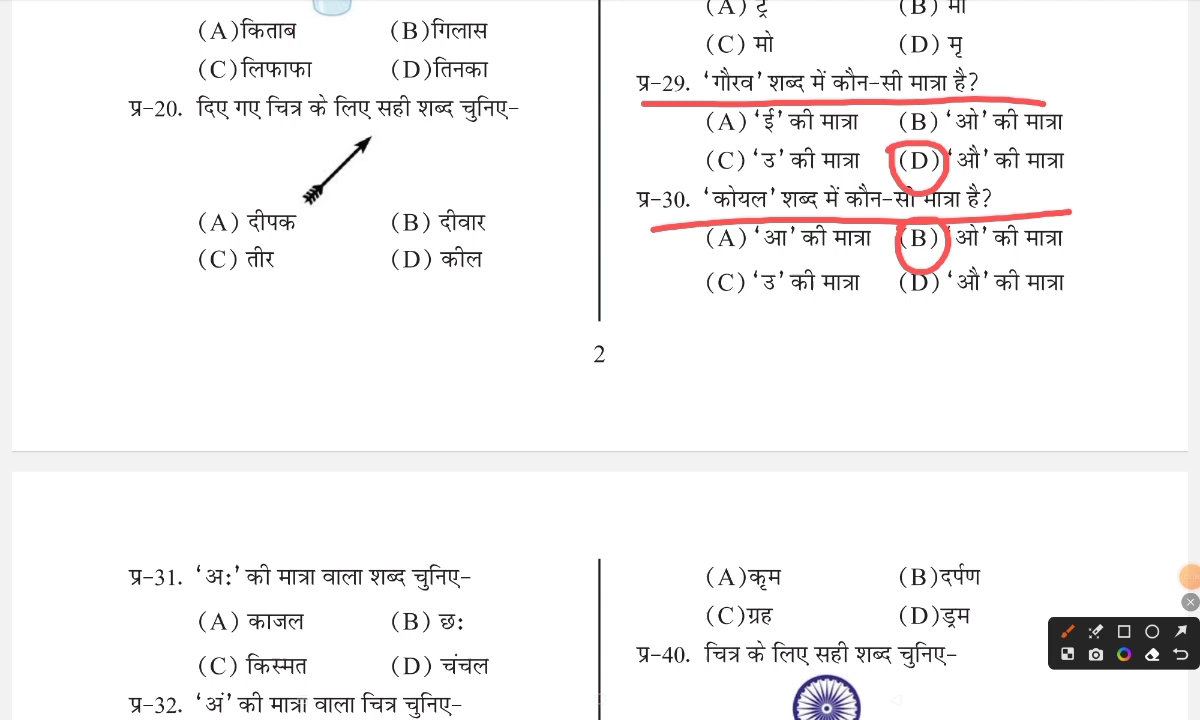 (A)किताब (B)गिलास
(C)लिफाफा (D)तिनका
प्र-20. दिए गए चित्र के लिए सही शब्द चुनिए-
(A) दीपक (B) दीवार
(C) तीर (D) कील
(C) मो (D) मृ
प्र-29. ‘गौरव’ शब्द में कौन-सी मात्रा है?
(A) ‘ई’ की मात्रा (B) ‘ओ’ की मात्रा
(C) ‘उ’ की मात्रा (D) ‘औ’ की मात्रा
प्र-30. ‘कोयल’ शब्द में कौन-सी मात्रा है?
(A) ‘आ’ की मात्रा (B) ‘ओ’ की मात्रा
(C) ‘उ’ की मात्रा (D) ‘औ’ की मात्रा
2
प्र-31. ‘अः’ की मात्रा वाला शब्द चुनिए-
(A) काजल (B) छः
(C) किस्मत (D) चंचल
प्र-32. ‘अं’ की मात्रा वाला चित्र चुनिए-
(A)कृम (B)दर्पण
(C)ग्रह (D)ड्रम
प्र-40. चित्र के लिए सही शब्द चुनिए-